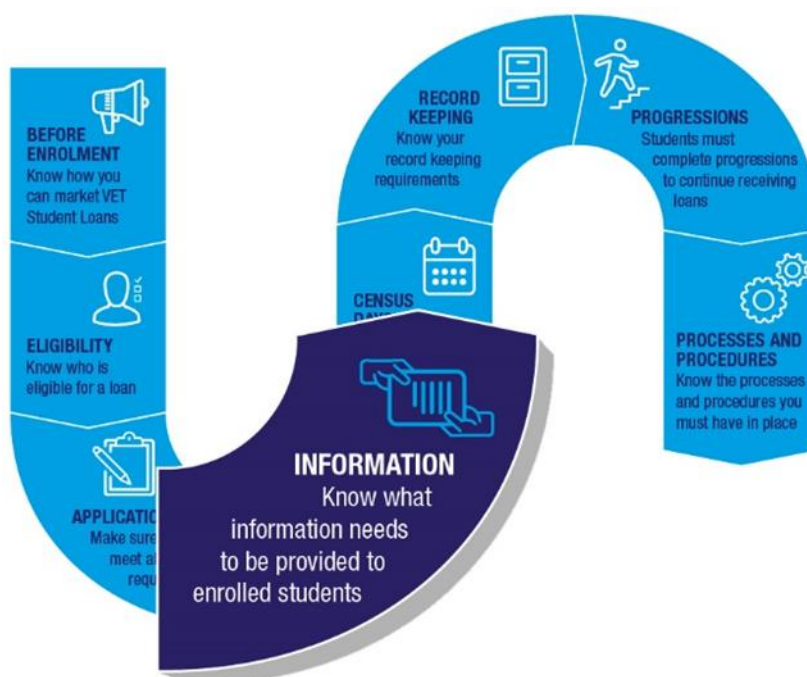 BEFORE
ENROLMENT
Know how you
can market VET
Student Loans
ELIGIBILITY
Know who is
eligible for a loan
Make sure
meet
INFORMATION
Know what
information needs
to be provided to
enrolled students
CENSUS
RECORD
KEEPING
Know your
record keeping
requirements
PROGRESSIONS
Students must
complete progressions
to continue receiving
loans
PROCESSES AND
PROCEDURES
Know the processes
and procedures you
must have in place